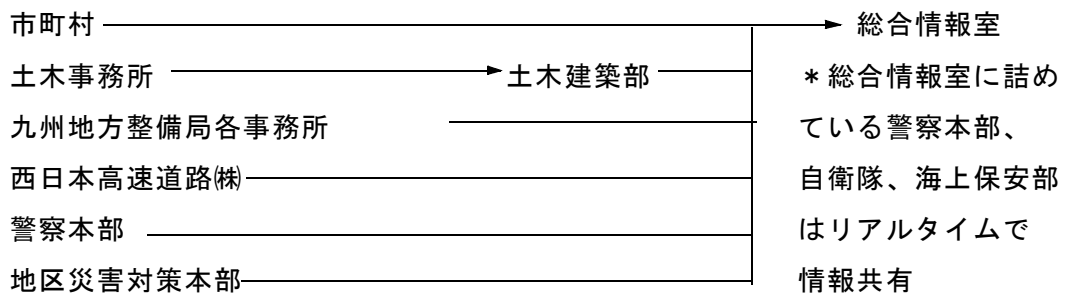 市町村 総合情報室
土木事務所 土木建築部 *総合情報室に詰め
九州地方整備局各事務所 ている警察本部、
西日本高速道路㈱ 自衛隊、海上保安部
警察本部 はリアルタイムで
地区災害対策本部 情報共有